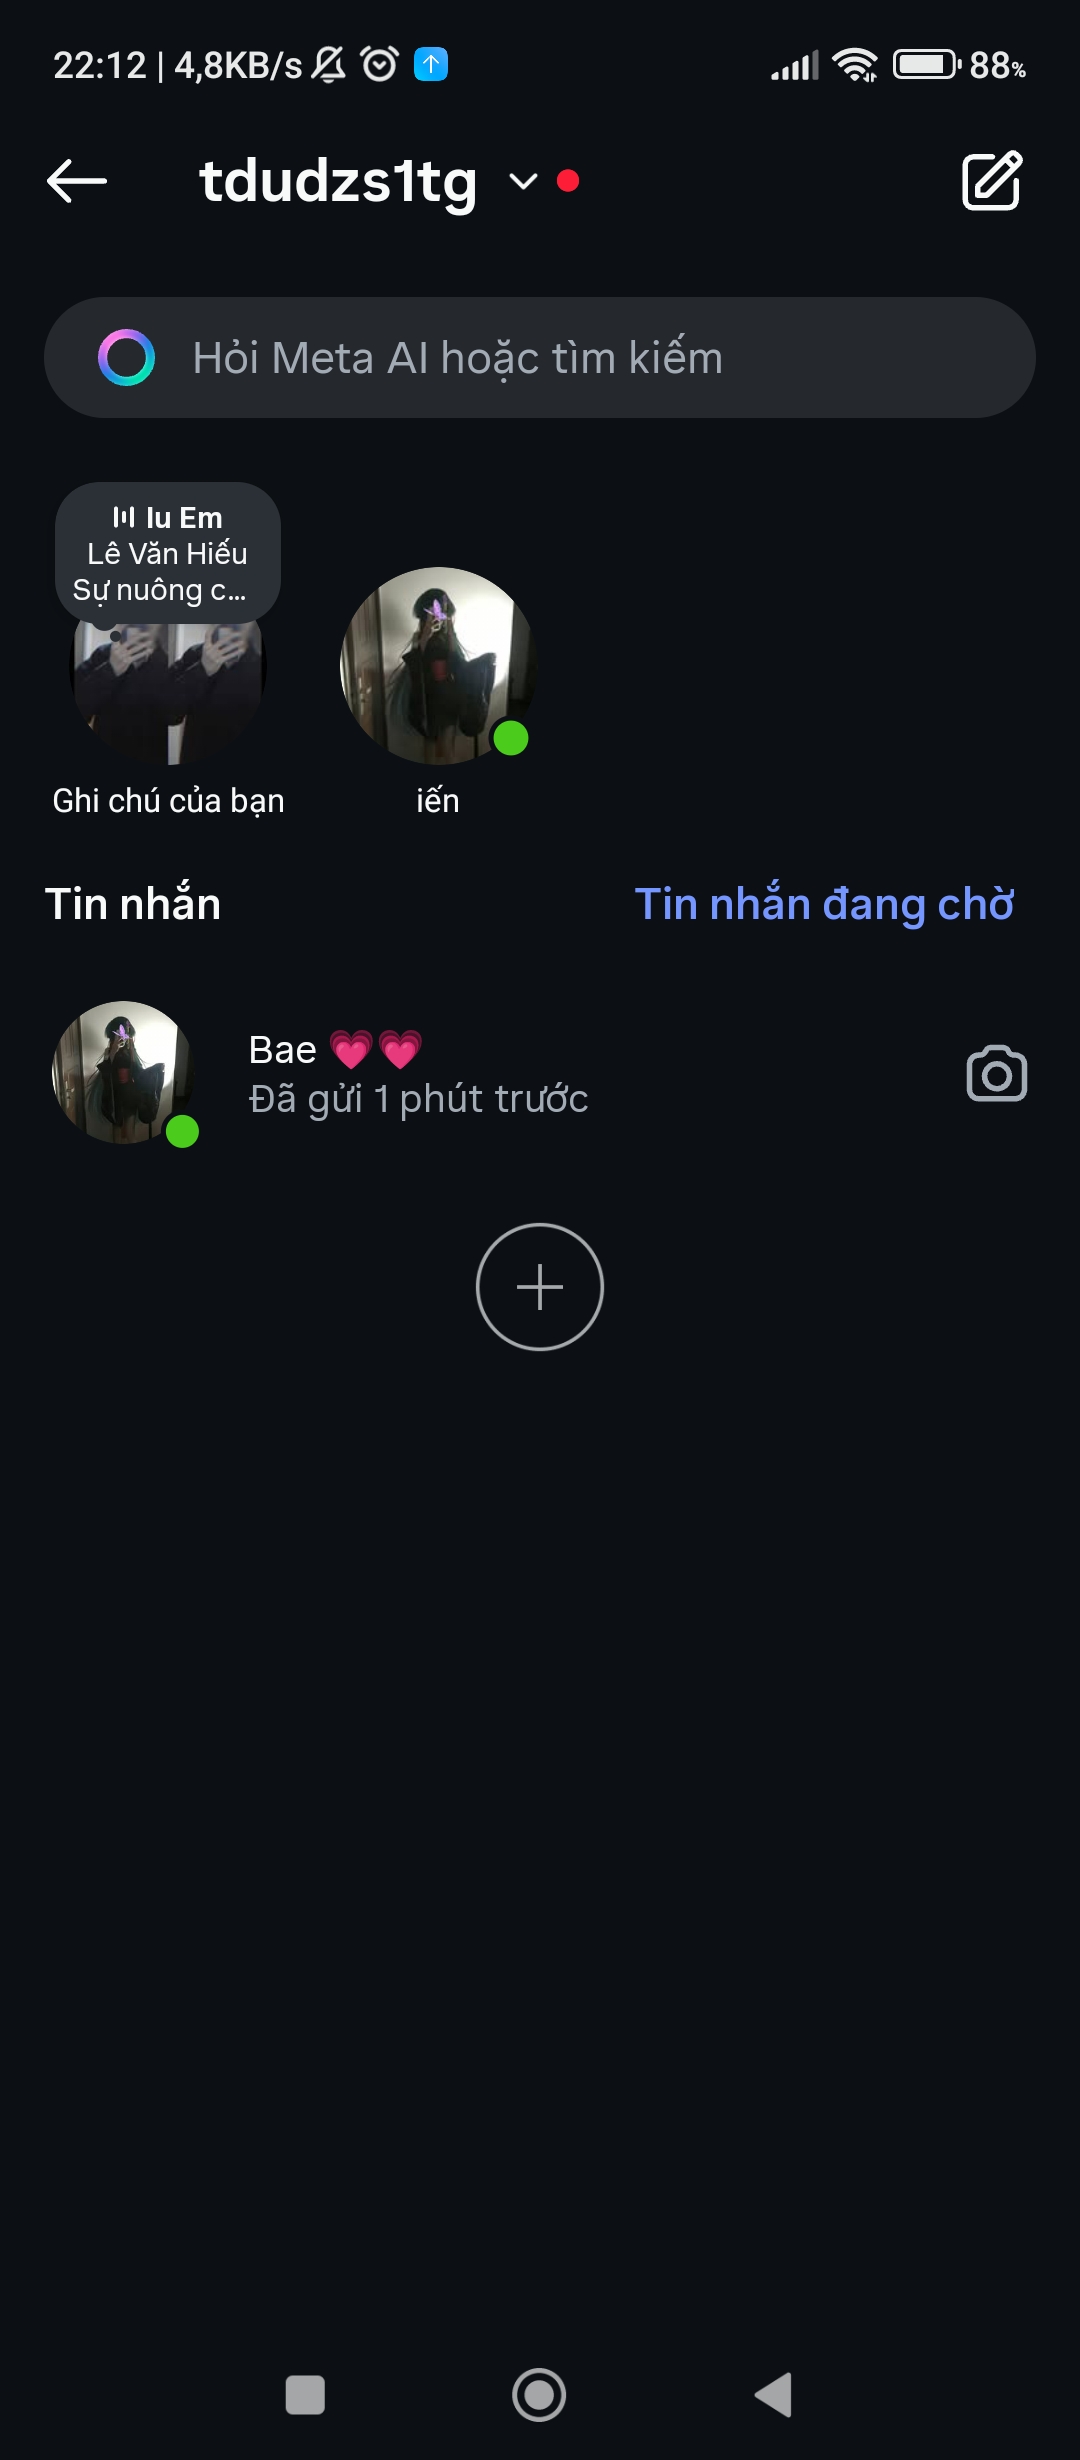 22:12 | 4,8KB/s 88%
tdudzs1tg
Hỏi Meta AI hoặc tìm kiếm
Iu Em
Lê Văn Hiếu
Sự nuông c...
Ghi chú của bạn
iến
Tin nhắn
Tin nhắn đang chờ
Bae 💗💗
Đã gửi 1 phút trước